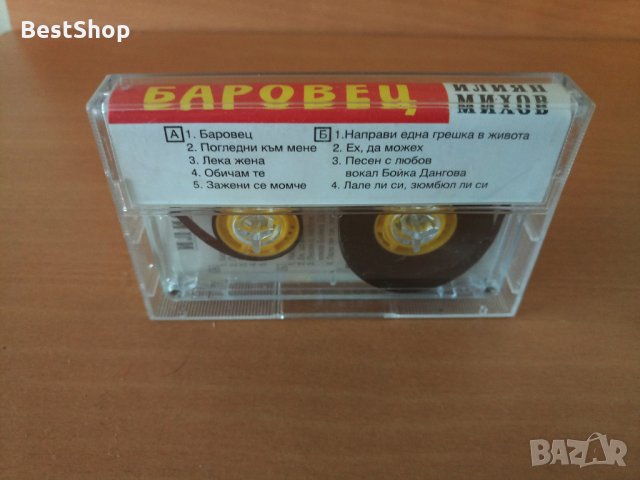 BestShop
БАРОВЕЦ
ИЛИЯН
МИХОВ
А 1. Баровец
2. Погледни към мене
3. Лека жена
4. Обичам те
5. Зажени се момче
Б 1.Направи една грешка в живота
2. Ех, да можех
3. Песен с любов
вокал Бойка Дангова
4. Лале ли си, зюмбюл ли си
BAZAR